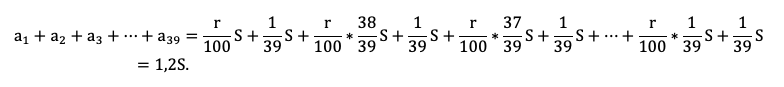 a₁ + a₂ + a₃ + ⋯ + a₃₉ = r/100 S + 1/39 S + r/100 * 38/39 S + 1/39 S + r/100 * 37/39 S + 1/39 S + ⋯ + r/100 * 1/39 S + 1/39 S
= 1,2S.